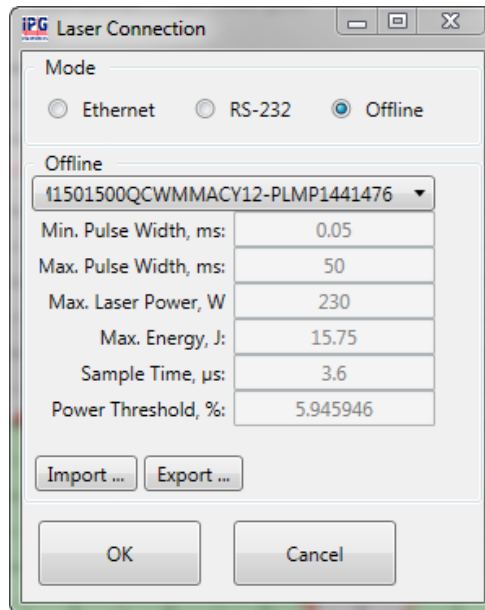 IPG Laser Connection
Mode
Ethernet RS-232 Offline
Offline
11501500QCWMMACY12-PLMP1441476
Min. Pulse Width, ms: 0.05
Max. Pulse Width, ms: 50
Max. Laser Power, W 230
Max. Energy, J: 15.75
Sample Time, µs: 3.6
Power Threshold, %: 5.945946
Import ... Export ...
OK Cancel